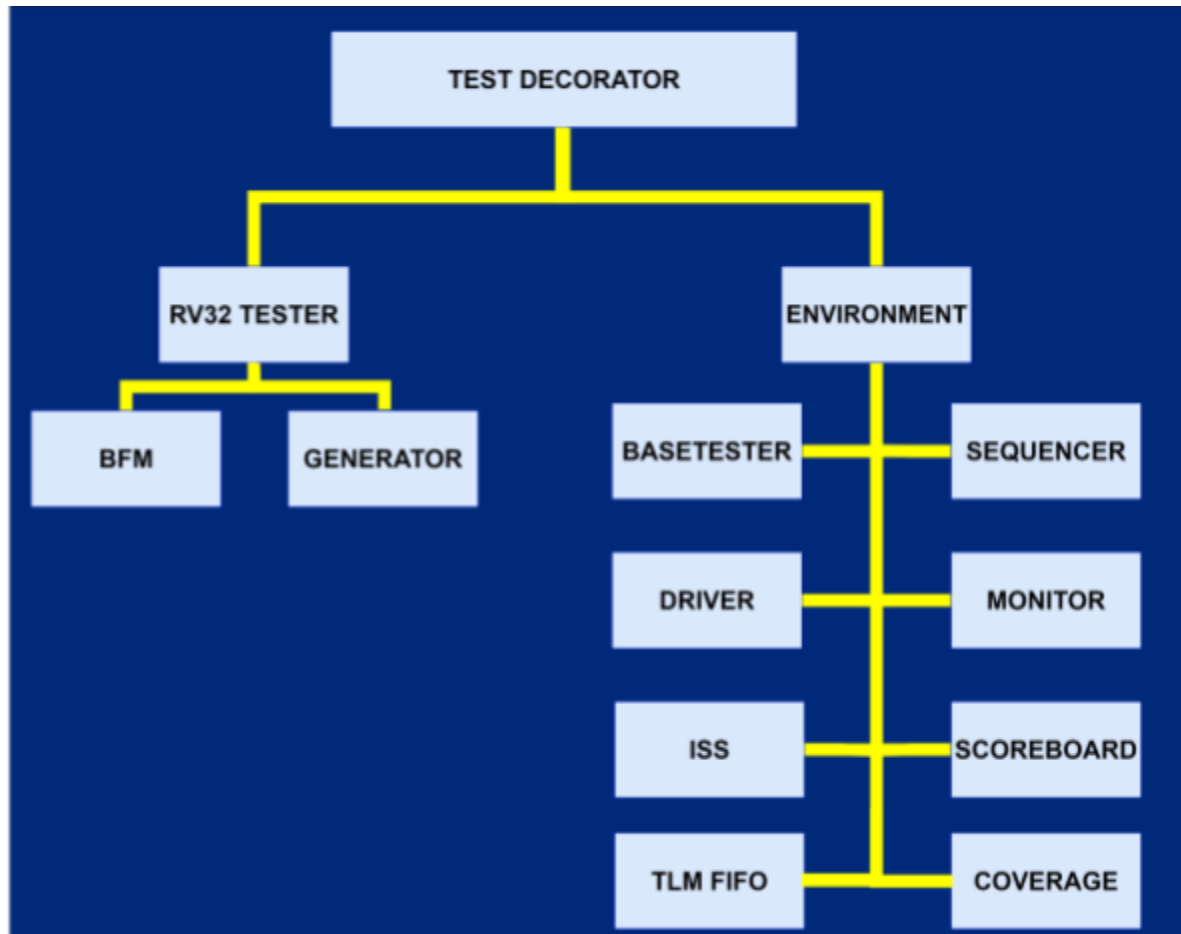 TEST DECORATOR
RV32 TESTER
ENVIRONMENT
BFM
GENERATOR
BASETESTER
SEQUENCER
DRIVER
MONITOR
ISS
SCOREBOARD
TLM FIFO
COVERAGE